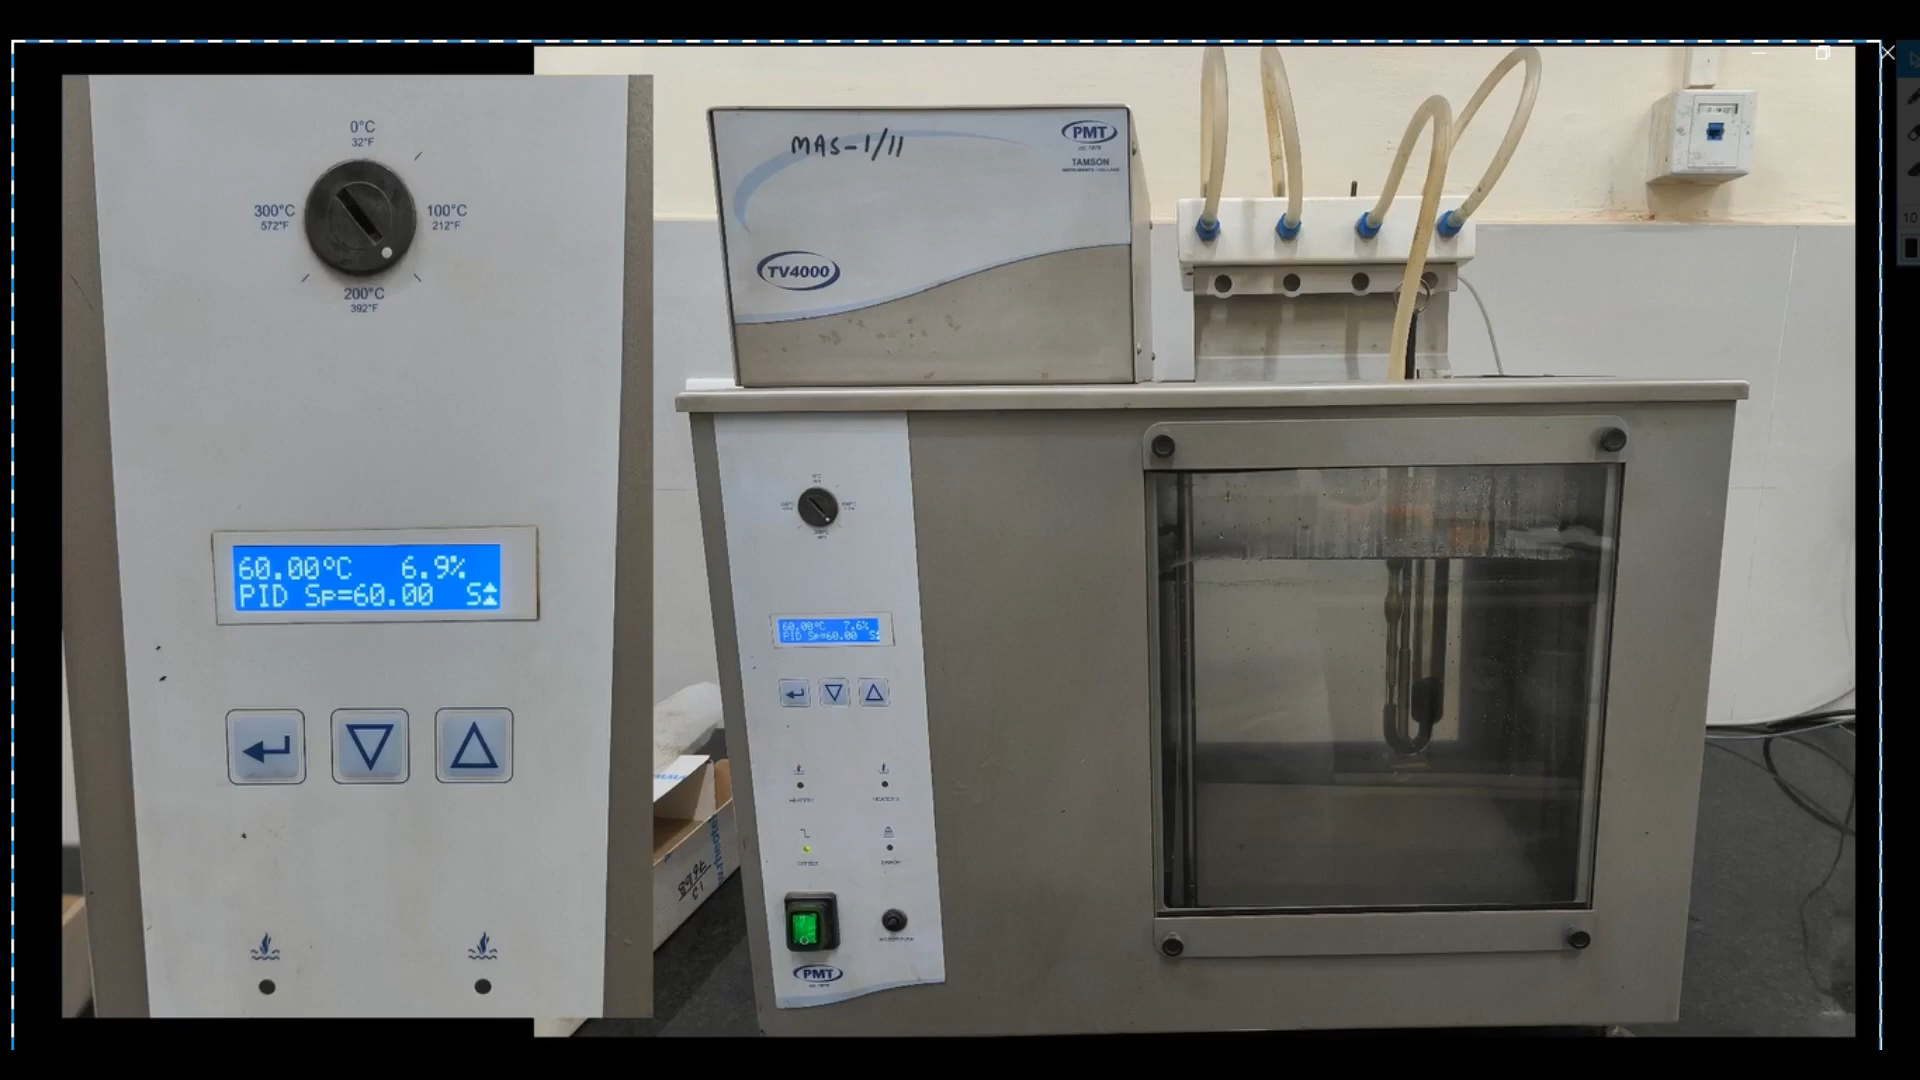 0°C
32°F
300°C
572°F
100°C
212°F
200°C
392°F
60.00°C 6.9%
PID Sp=60.00 S
MAS-1/11
PMT
TAMSON
TV4000
60.00°C 7.6%
PID Sp=60.00 S
PMT
10